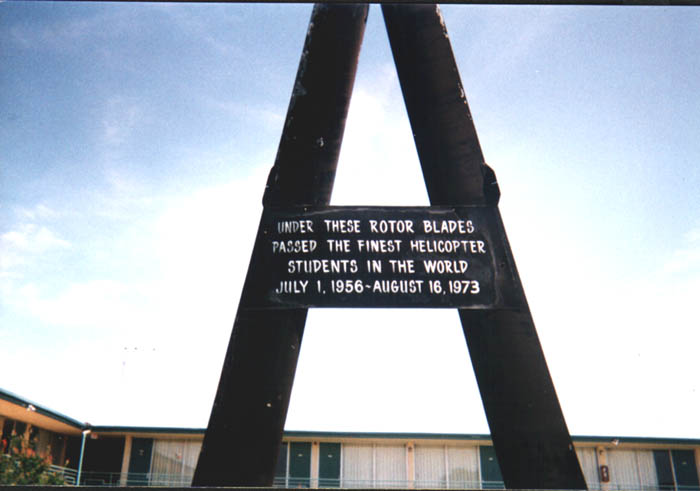 UNDER THESE ROTOR BLADES
PASSED THE FINEST HELICOPTER
STUDENTS IN THE WORLD
JULY 1, 1956~AUGUST 16, 1973